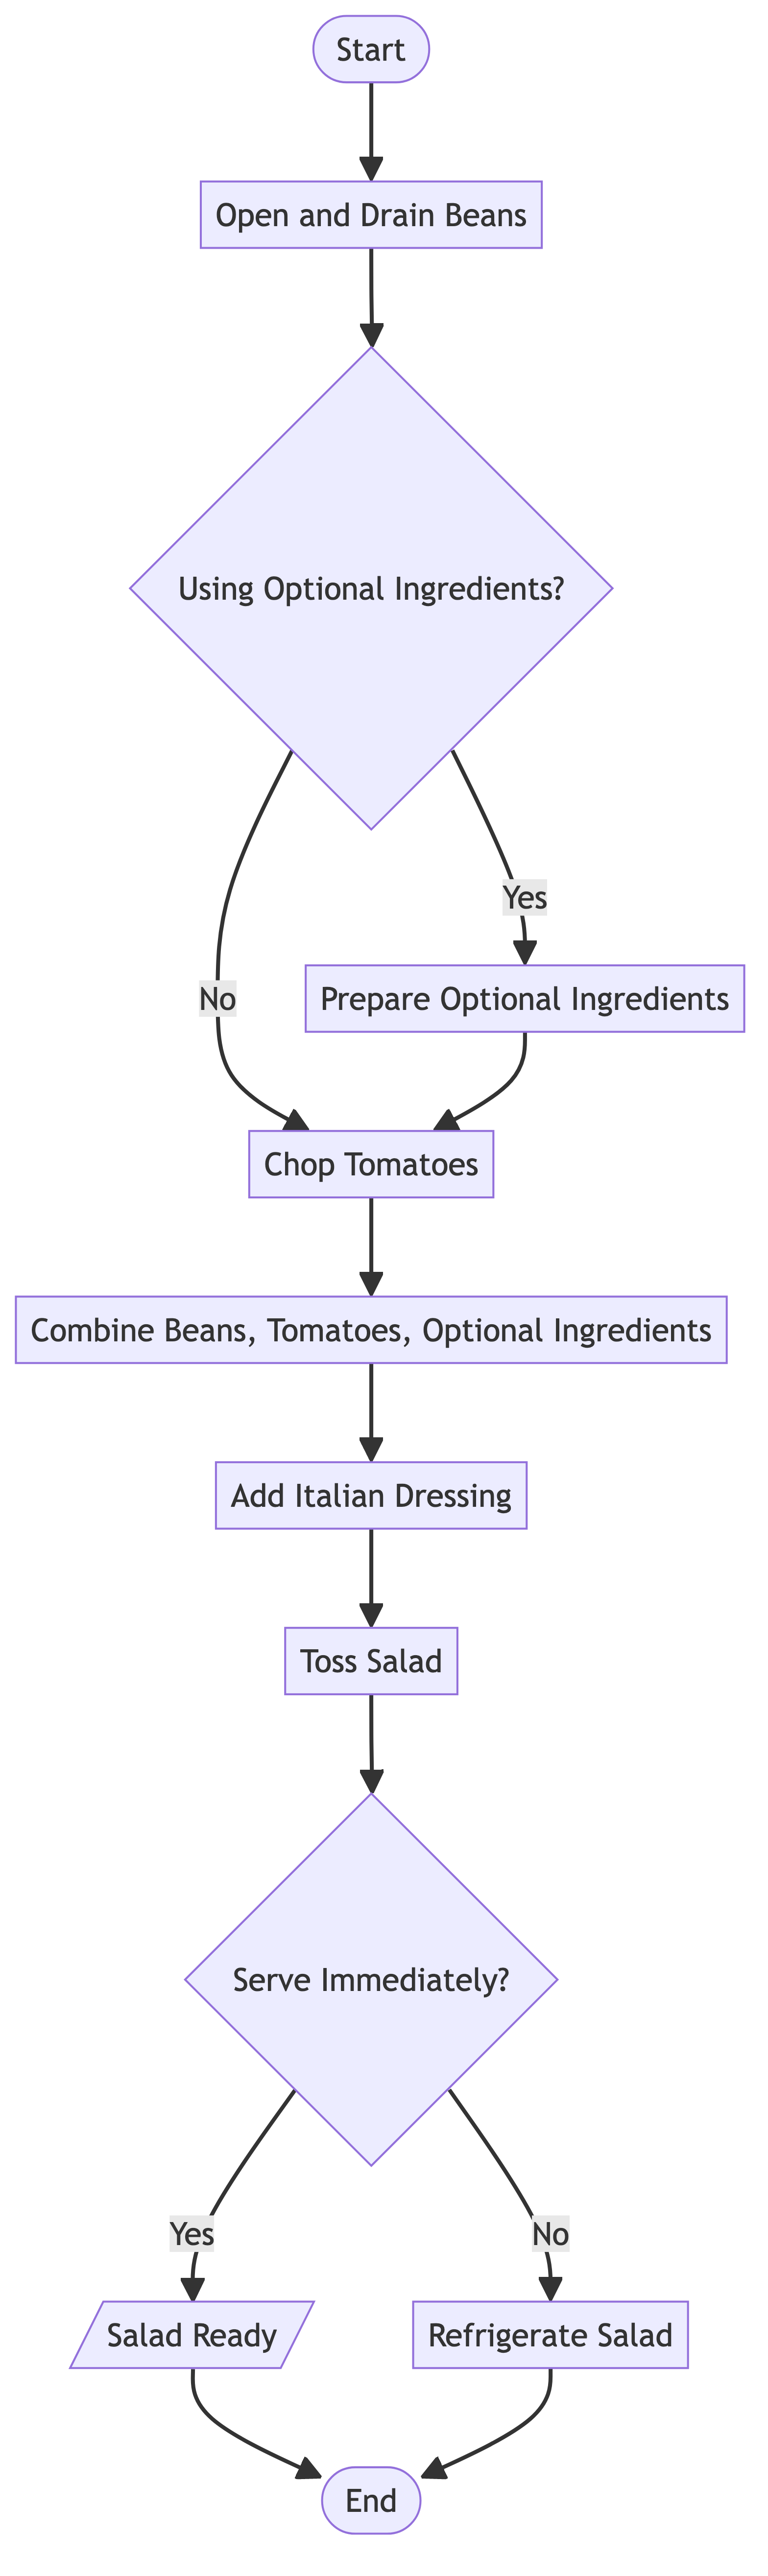 Start
Open and Drain Beans
Using Optional Ingredients?
Yes
No
Prepare Optional Ingredients
Chop Tomatoes
Combine Beans, Tomatoes, Optional Ingredients
Add Italian Dressing
Toss Salad
Serve Immediately?
Yes
No
Salad Ready
Refrigerate Salad
End